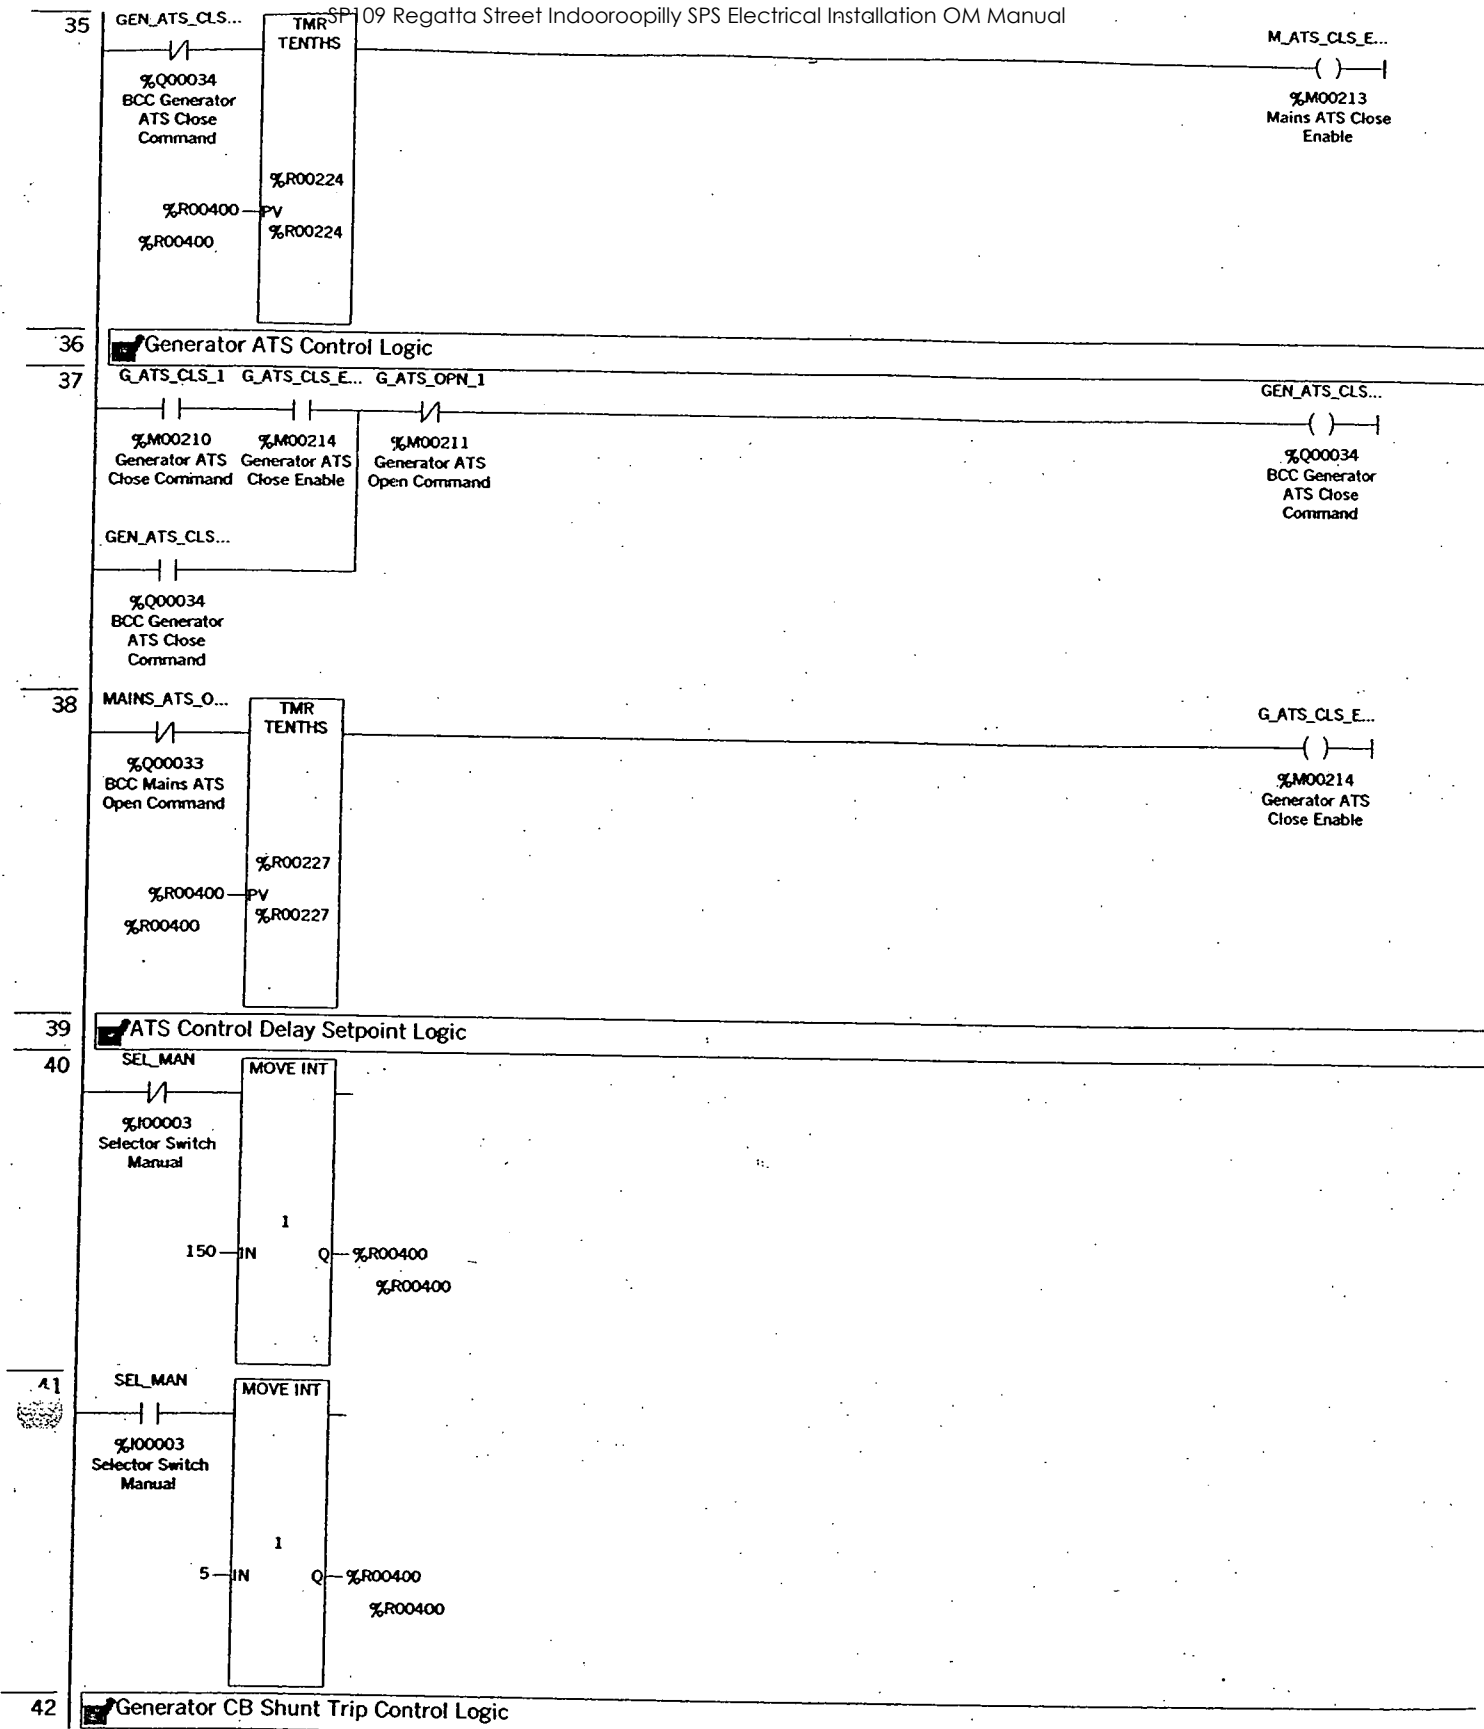 SP109 Regatta Street Indooroopilly SPS Electrical Installation OM Manual
35
GEN_ATS_CLS...
TMR
TENTHS
M_ATS_CLS_E...
%Q00034
BCC Generator
ATS Close
Command
%M00213
Mains ATS Close
Enable
%R00224
%R00400
PV
%R00400
%R00224
36
Generator ATS Control Logic
37
G_ATS_CLS_1 G_ATS_CLS_E... G_ATS_OPN_1
GEN_ATS_CLS...
%M00210
Generator ATS
Close Command
%M00214
Generator ATS
Close Enable
%M00211
Generator ATS
Open Command
%Q00034
BCC Generator
ATS Close
Command
GEN_ATS_CLS...
%Q00034
BCC Generator
ATS Close
Command
38
MAINS_ATS_O...
TMR
TENTHS
G_ATS_CLS_E...
%Q00033
BCC Mains ATS
Open Command
%M00214
Generator ATS
Close Enable
%R00227
%R00400
PV
%R00400
%R00227
39
ATS Control Delay Setpoint Logic
40
SEL_MAN
MOVE INT
%I00003
Selector Switch
Manual
1
150
IN
Q
%R00400
%R00400
41
SEL_MAN
MOVE INT
%I00003
Selector Switch
Manual
1
5
IN
Q
%R00400
%R00400
42
Generator CB Shunt Trip Control Logic